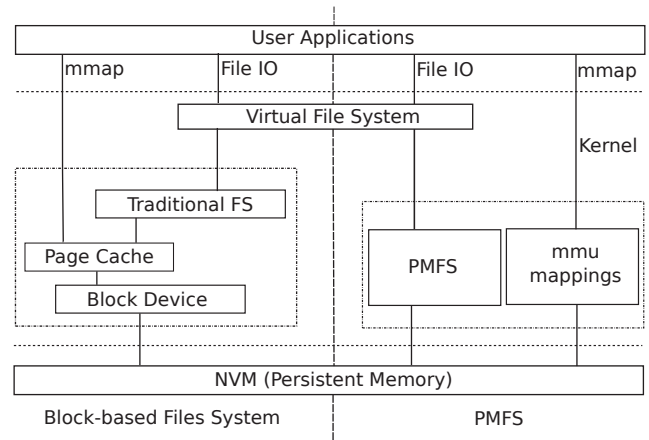 User Applications
mmap
File IO
File IO
mmap
Virtual File System
Kernel
Traditional FS
Page Cache
PMFS
mmu
mappings
Block Device
NVM (Persistent Memory)
Block-based Files System
PMFS